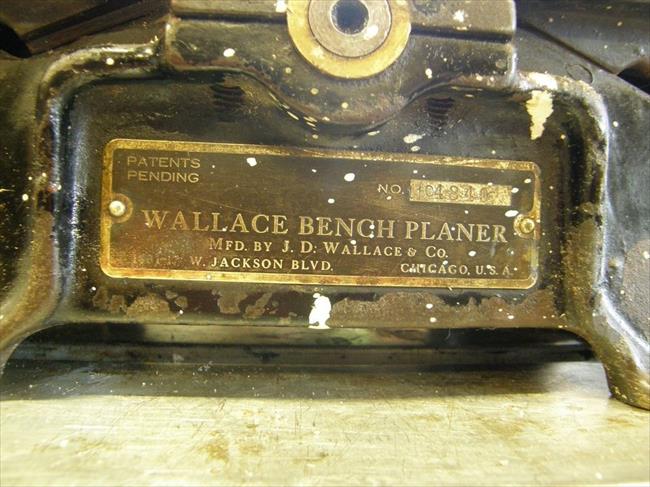 PATENTS
PENDING
NO.
WALLACE BENCH PLANER
MFD. BY J. D. WALLACE & CO.
W. JACKSON BLVD. CHICAGO, U.S.A.